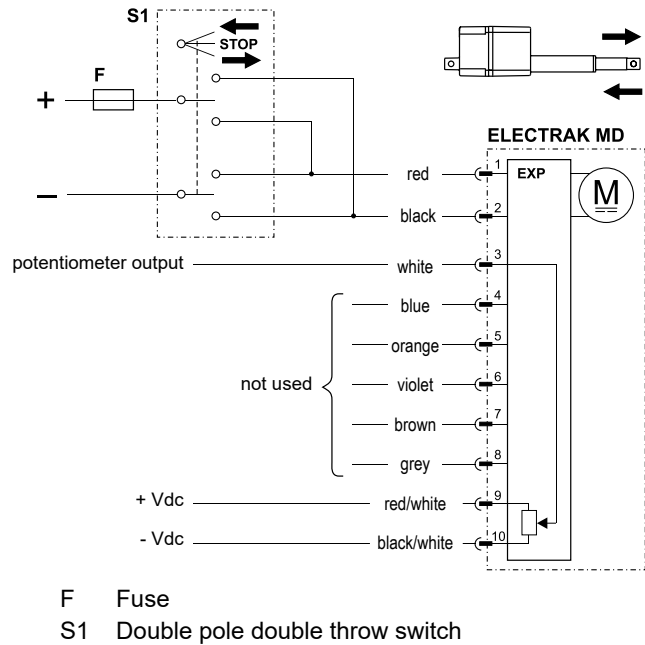 S1
STOP
F
+
−
ELECTRAK MD
EXP
M
red 1
black 2
potentiometer output white 3
blue 4
orange 5
not used violet 6
brown 7
grey 8
+ Vdc red/white 9
- Vdc black/white 10
F Fuse
S1 Double pole double throw switch